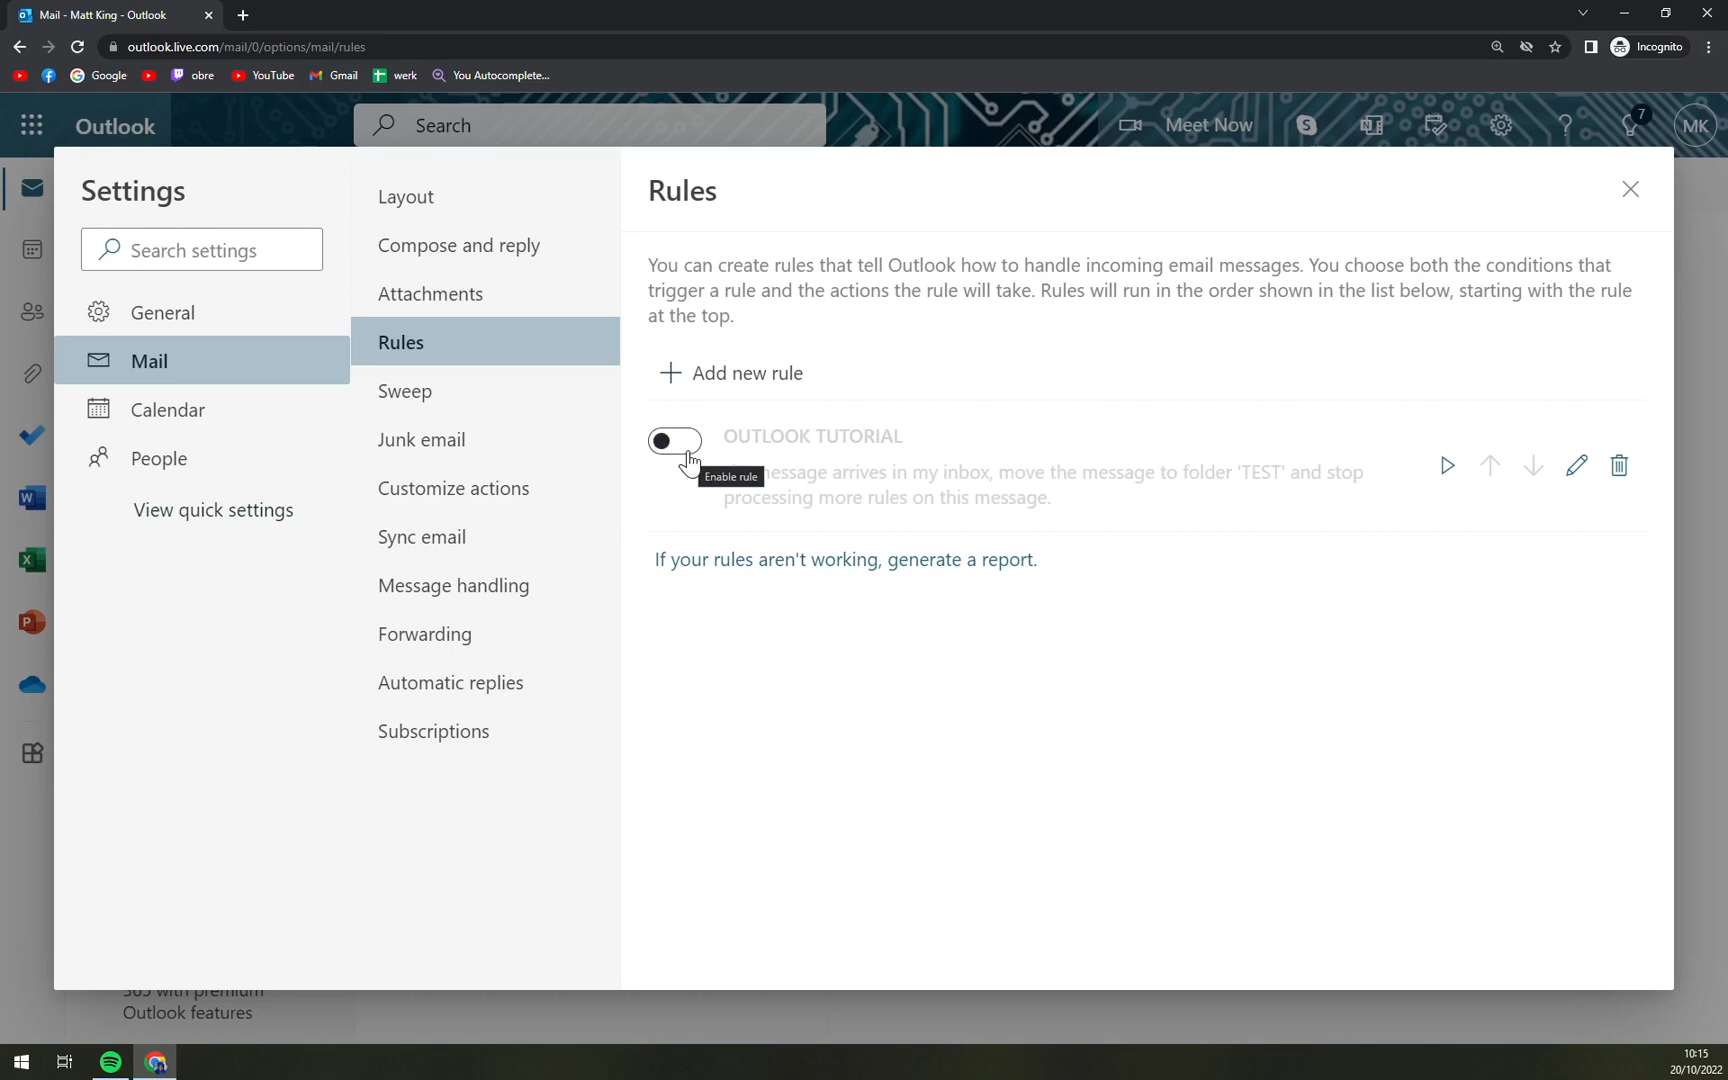 Mail - Matt King - Outlook
outlook.live.com/mail/0/options/mail/rules
Incognito
Google
obre
YouTube
Gmail
werk
You Autocomplete...
Outlook
Search
Meet Now
7
MK
Settings
Search settings
General
Mail
Calendar
People
View quick settings
Layout
Compose and reply
Attachments
Rules
Sweep
Junk email
Customize actions
Sync email
Message handling
Forwarding
Automatic replies
Subscriptions
Rules
You can create rules that tell Outlook how to handle incoming email messages. You choose both the conditions that
trigger a rule and the actions the rule will take. Rules will run in the order shown in the list below, starting with the rule
at the top.
Add new rule
OUTLOOK TUTORIAL
Enable rule
message arrives in my inbox, move the message to folder 'TEST' and stop
processing more rules on this message.
If your rules aren't working, generate a report.
365 with premium
Outlook features
10:15
20/10/2022